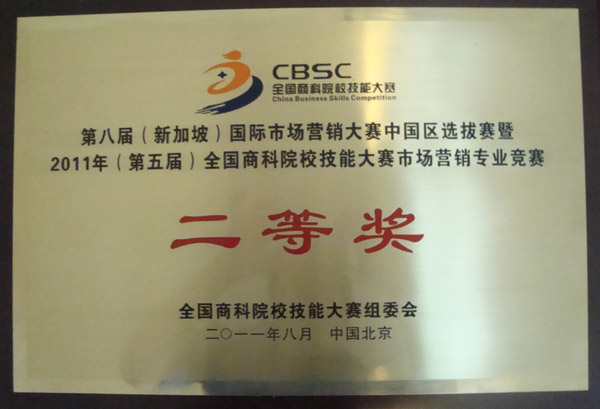 CBSC
全国商科院校技能大赛
China Business Skills Competition
第八届（新加坡）国际市场营销大赛中国区选拔赛暨
2011年（第五届）全国商科院校技能大赛市场营销专业竞赛
二等奖
全国商科院校技能大赛组委会
二〇一一年八月 中国北京